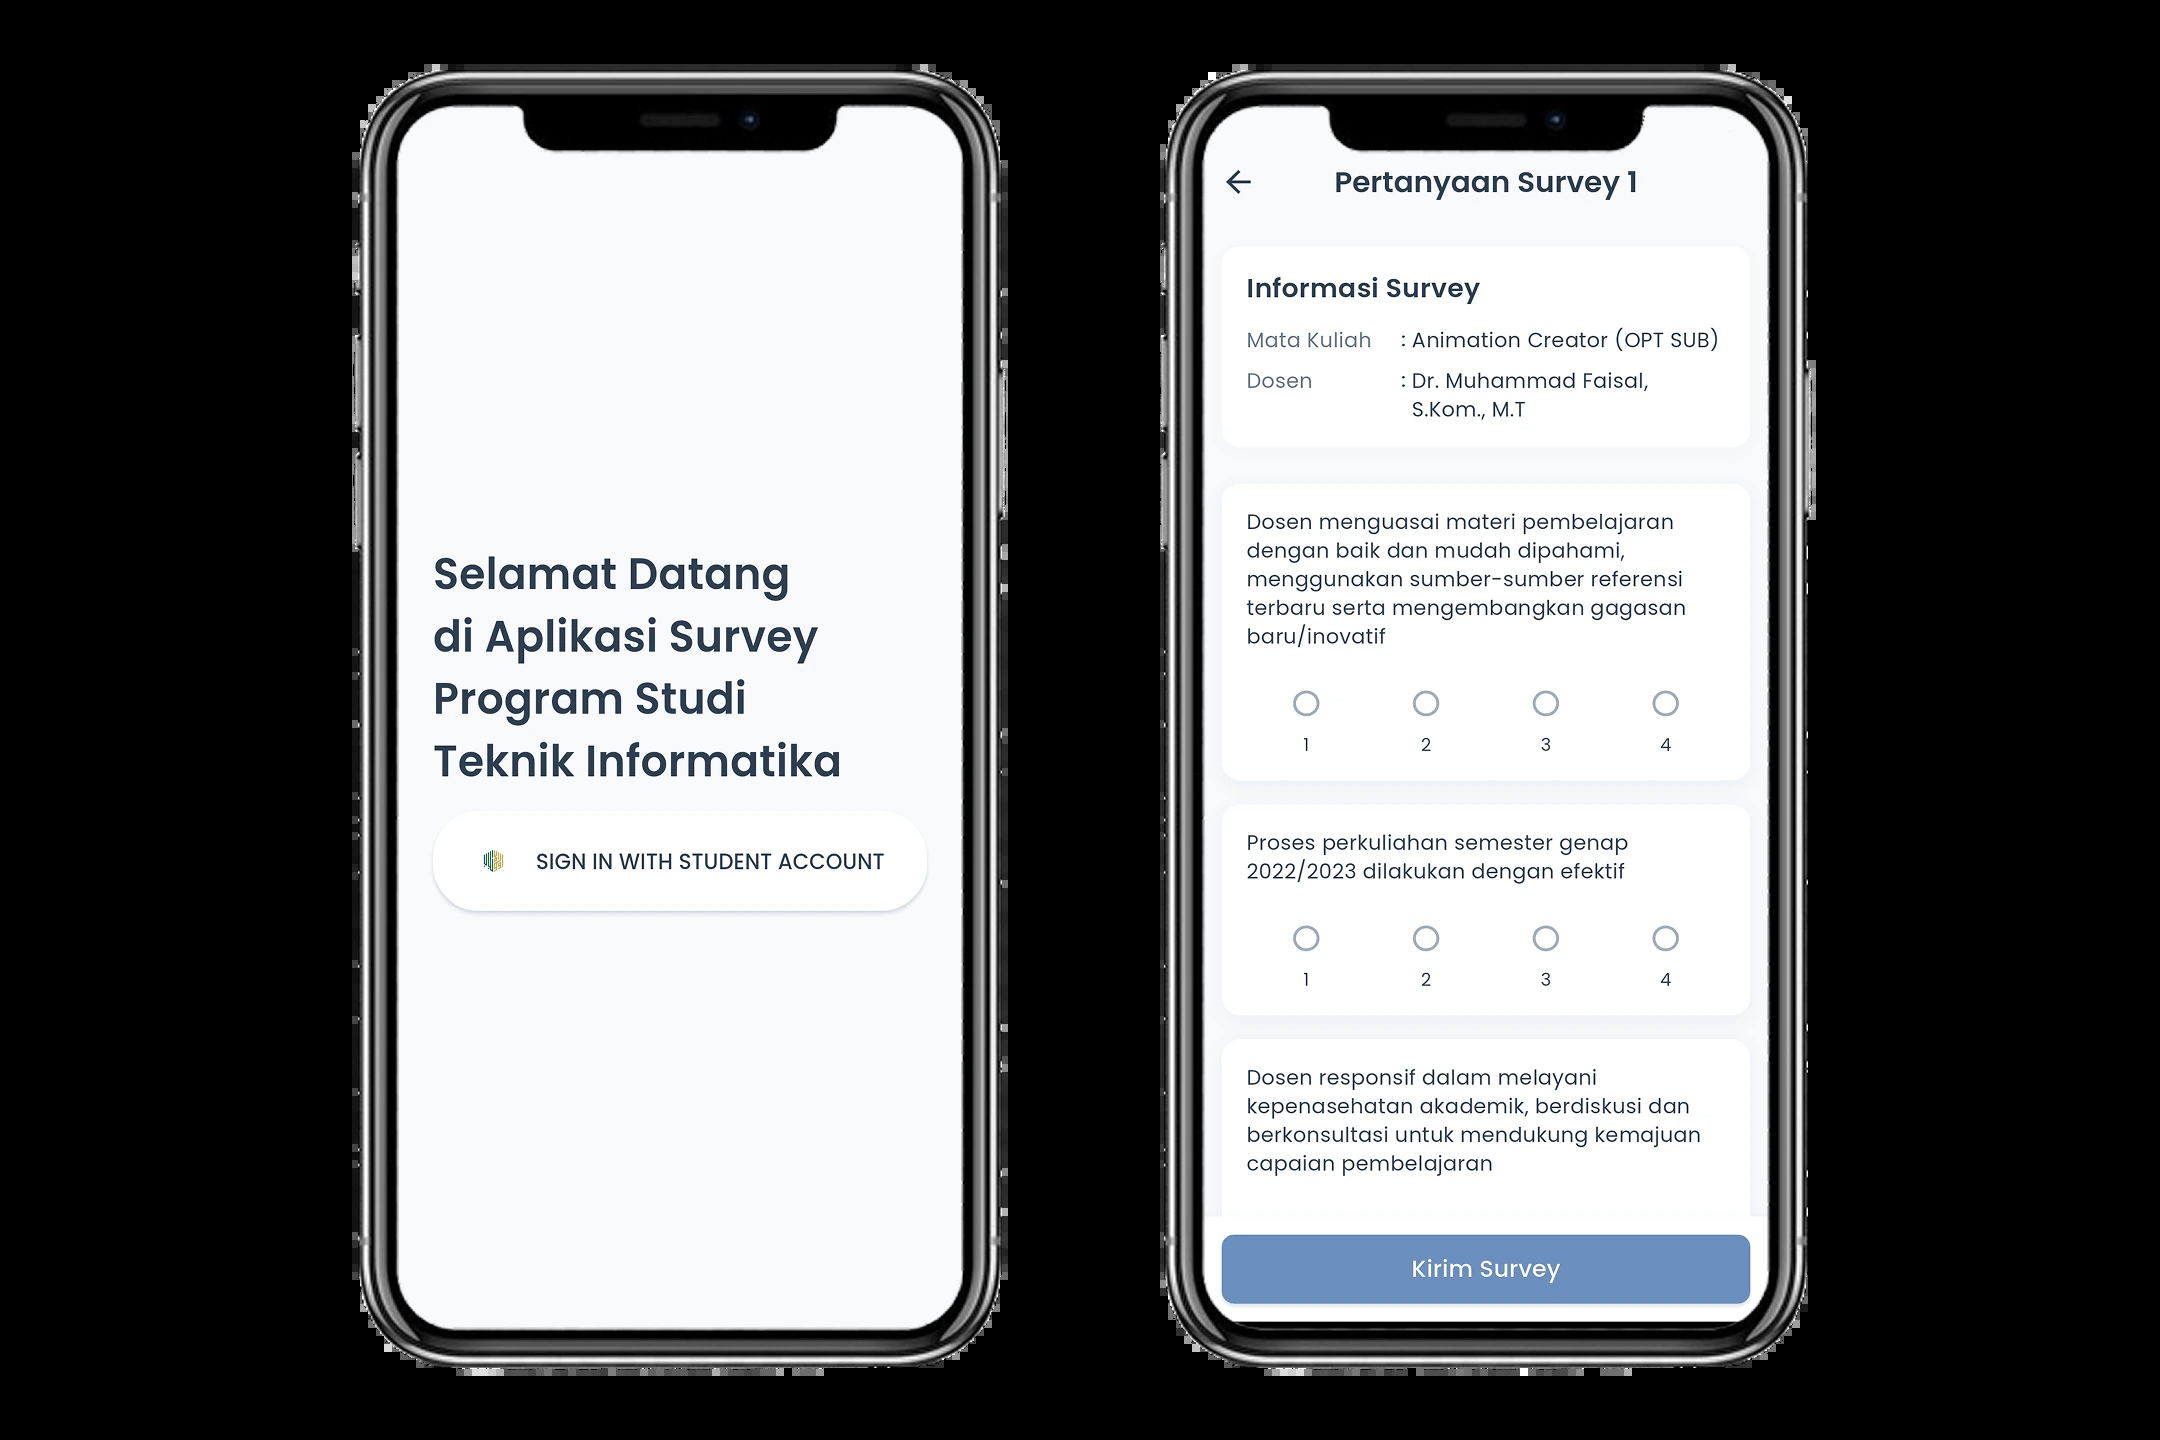 Selamat Datang
di Aplikasi Survey
Program Studi
Teknik Informatika
SIGN IN WITH STUDENT ACCOUNT
Pertanyaan Survey 1
Informasi Survey
Mata Kuliah : Animation Creator (OPT SUB)
Dosen : Dr. Muhammad Faisal,
S.Kom., M.T
Dosen menguasai materi pembelajaran
dengan baik dan mudah dipahami,
menggunakan sumber-sumber referensi
terbaru serta mengembangkan gagasan
baru/inovatif
1 2 3 4
Proses perkuliahan semester genap
2022/2023 dilakukan dengan efektif
1 2 3 4
Dosen responsif dalam melayani
kepenasehatan akademik, berdiskusi dan
berkonsultasi untuk mendukung kemajuan
capaian pembelajaran
Kirim Survey